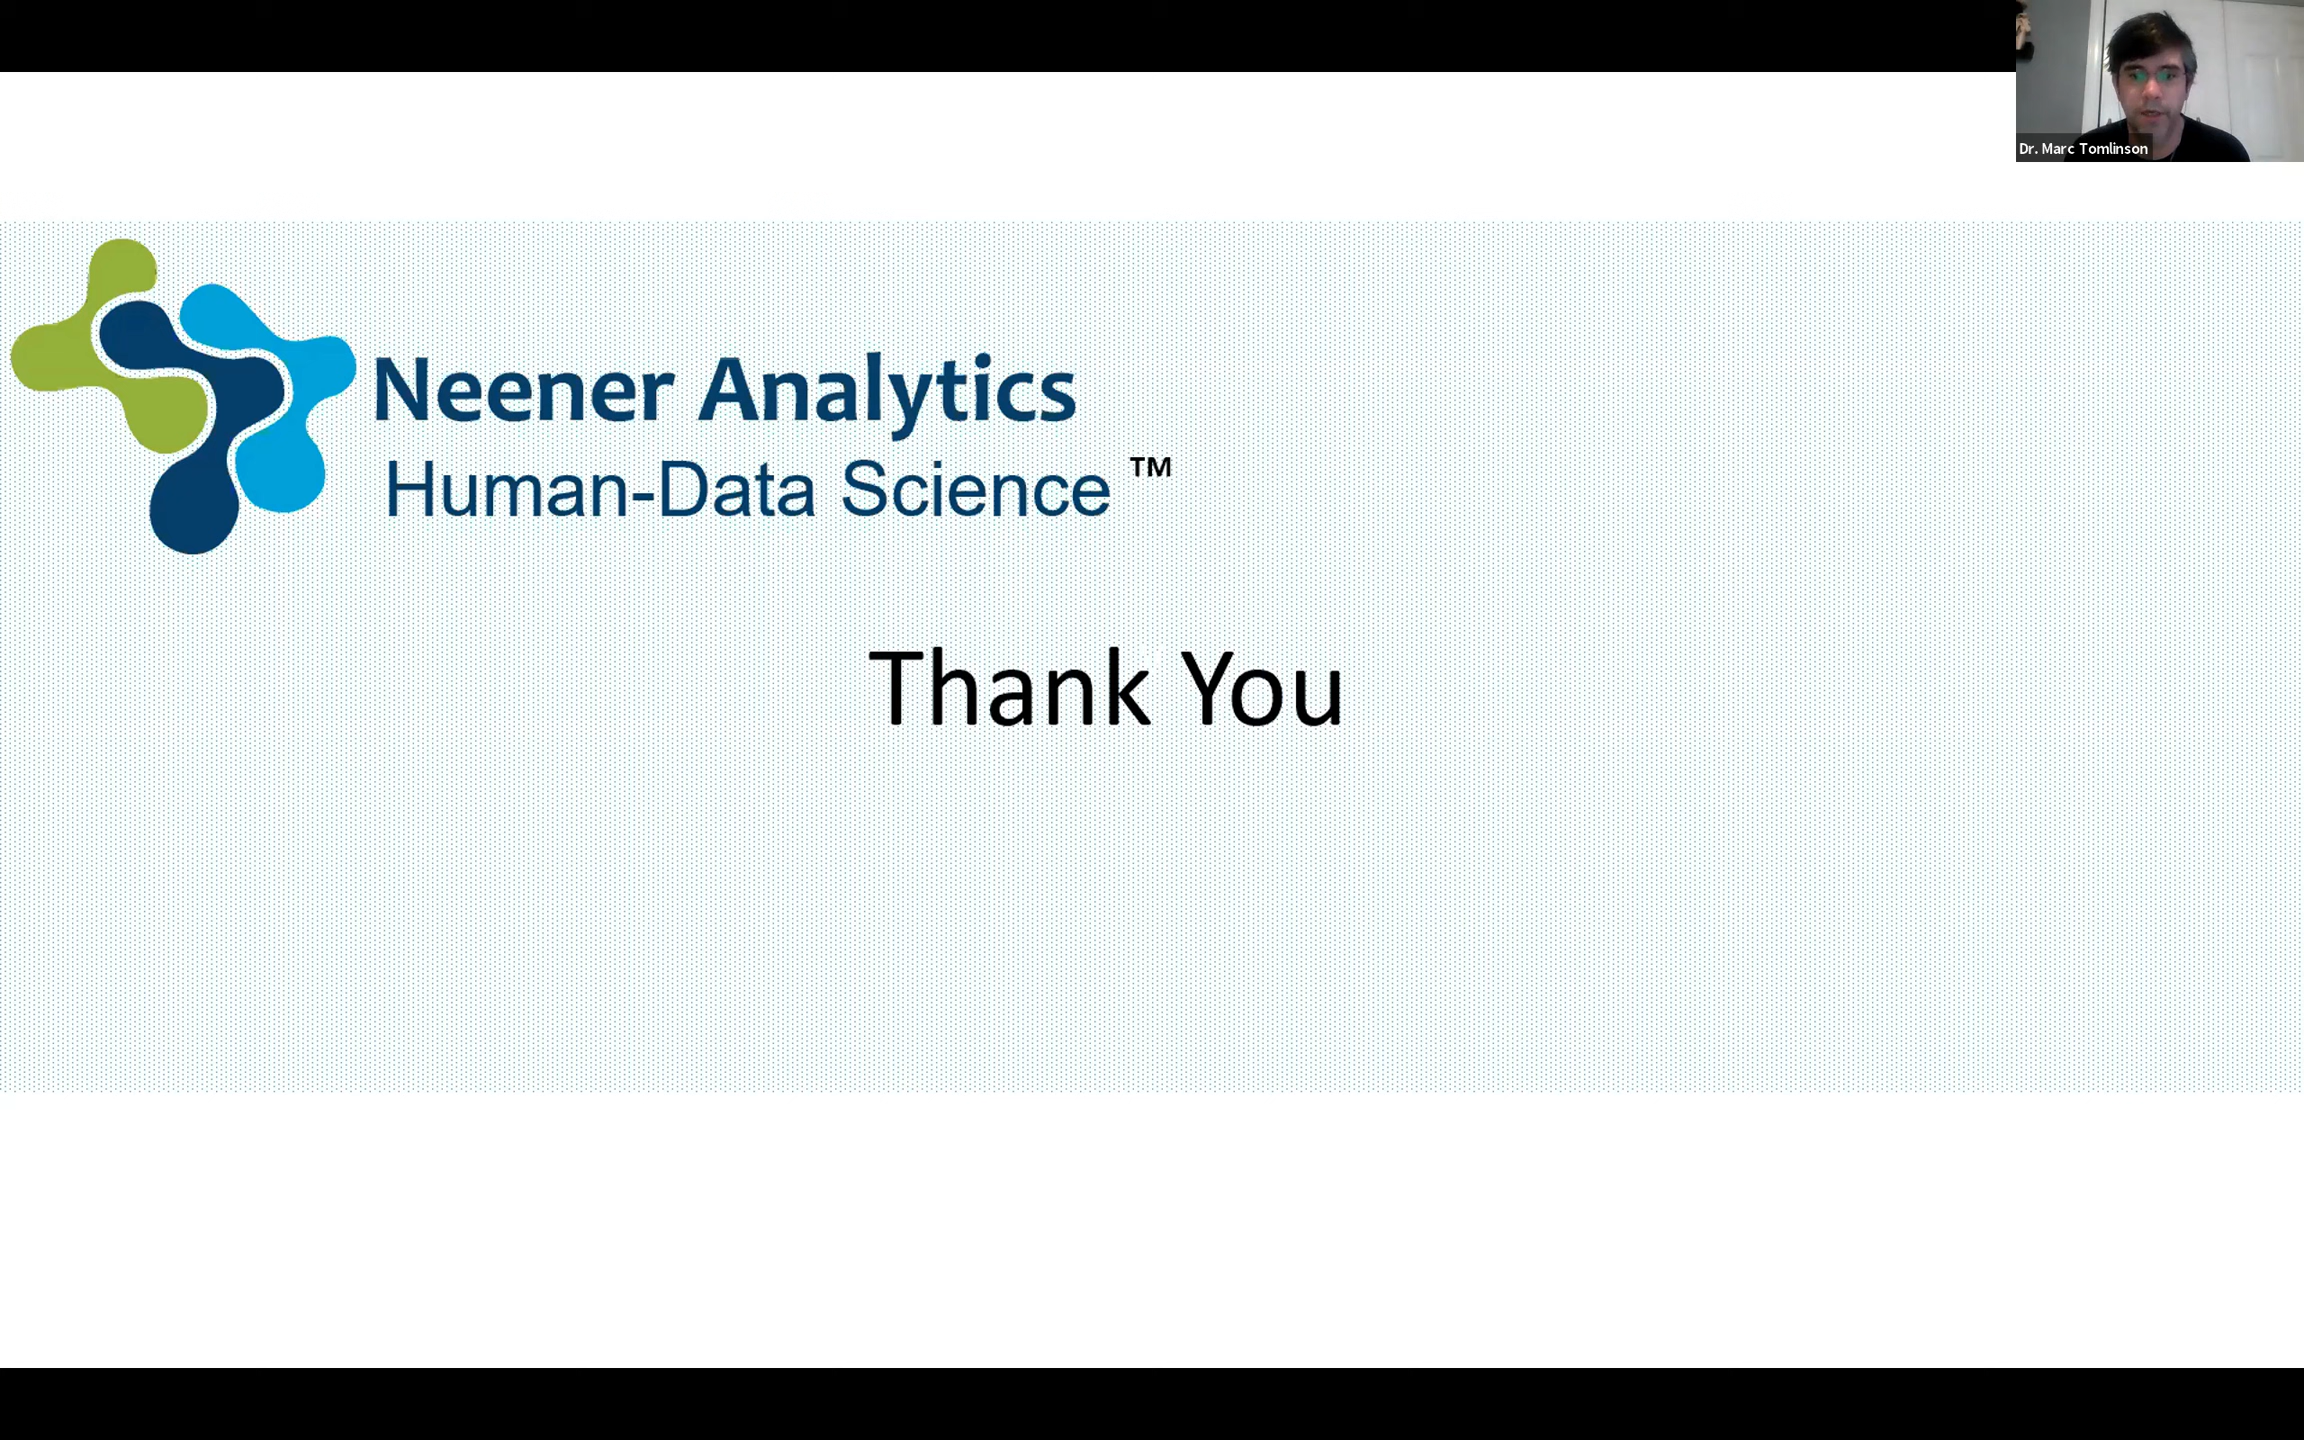 Dr. Marc Tomlinson
Neener Analytics
Human-Data Science ™
Thank You